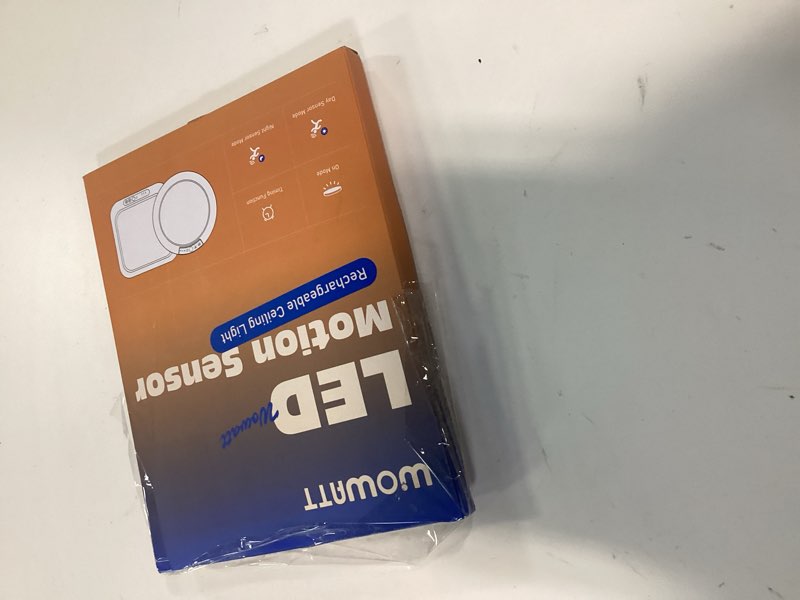 WOWATT
LED
Wowatt
Motion Sensor
Rechargeable Ceiling Light
On Mode
Timing Function
Day Sensor Mode
Night Sensor Mode